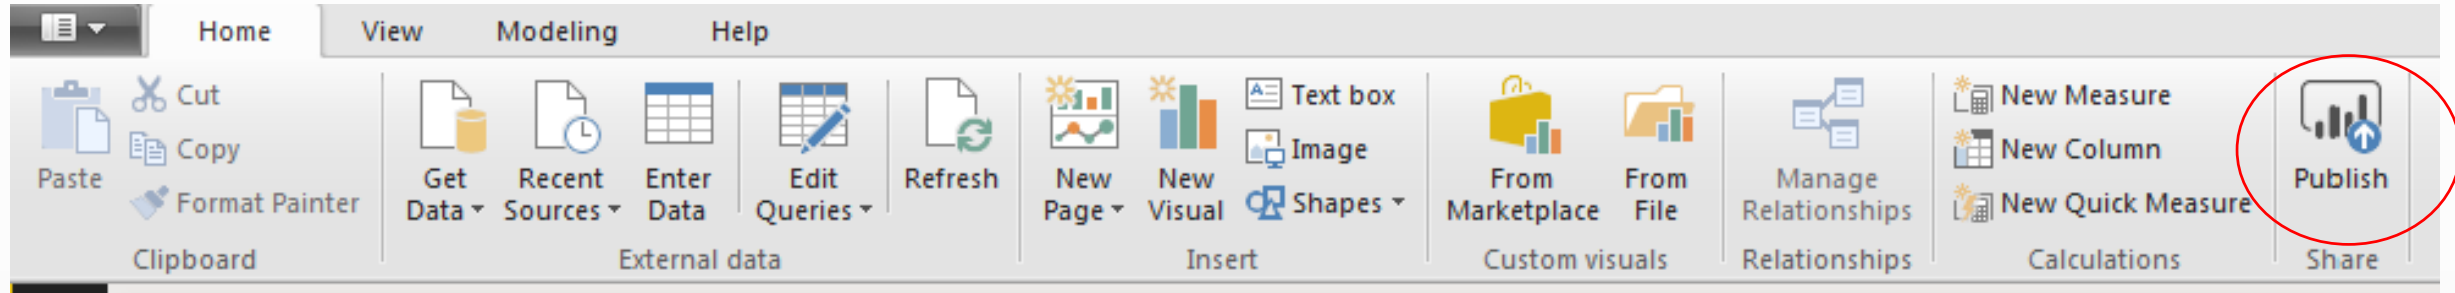 Home View Modeling Help
Paste
Cut
Copy
Format Painter
Clipboard
Get
Data
Recent
Sources
Enter
Data
Edit
Queries
Refresh
External data
New
Page
New
Visual
Text box
Image
Shapes
Insert
From
Marketplace
From
File
Custom visuals
Manage
Relationships
Relationships
New Measure
New Column
New Quick Measure
Calculations
Publish
Share